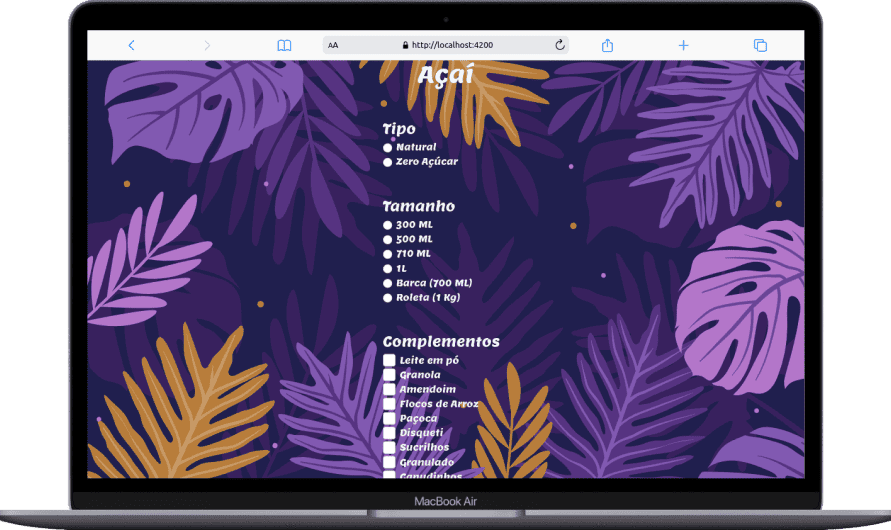 AA
http://localhost:4200
Açaí
Tipo
Natural
Zero Açúcar
Tamanho
300 ML
500 ML
710 ML
1L
Barca (700 ML)
Roleta (1 Kg)
Complementos
Leite em pó
Granola
Amendoim
Flocos de Arroz
Paçoca
Disqueti
Sucrilhos
Granulado
Canudinhos
MacBook Air